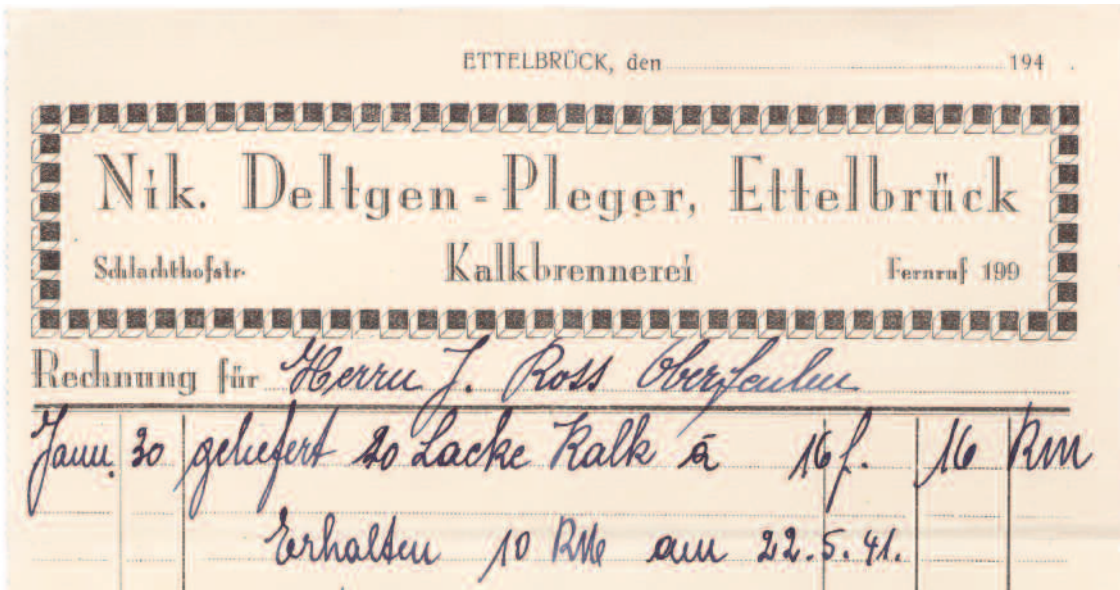 ETTELBRÜCK, den 194
Nik. Deltgen-Pleger, Ettelbrück
Schlachthofstr. Kalkbrennerei Fernruf 199
Rechnung für Herrn J. Ross Oberfeulen
Janu. 30 geliefert 20 Säcke Kalk à 16 f. 16 Rm
Erhalten 10 RM am 22.5.41.